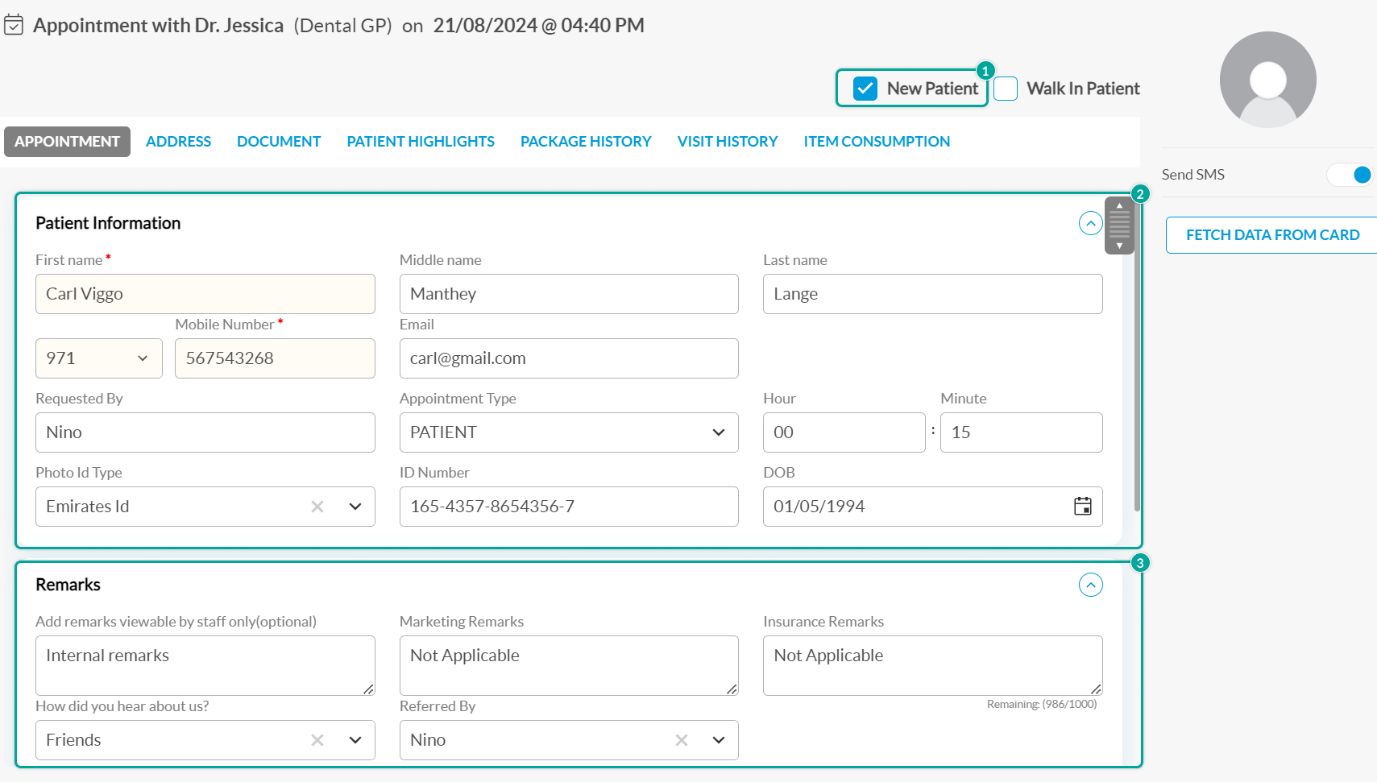 Appointment with Dr. Jessica (Dental GP) on 21/08/2024 @ 04:40 PM
1
New Patient Walk In Patient
APPOINTMENT ADDRESS DOCUMENT PATIENT HIGHLIGHTS PACKAGE HISTORY VISIT HISTORY ITEM CONSUMPTION
Send SMS
FETCH DATA FROM CARD
2
Patient Information
First name * Middle name Last name
Carl Viggo Manthey Lange
Mobile Number * Email
971 567543268 carl@gmail.com
Requested By Appointment Type Hour Minute
Nino PATIENT 00 : 15
Photo Id Type ID Number DOB
Emirates Id 165-4357-8654356-7 01/05/1994
3
Remarks
Add remarks viewable by staff only(optional) Marketing Remarks Insurance Remarks
Internal remarks Not Applicable Not Applicable
Remaining: (986/1000)
How did you hear about us? Referred By
Friends Nino